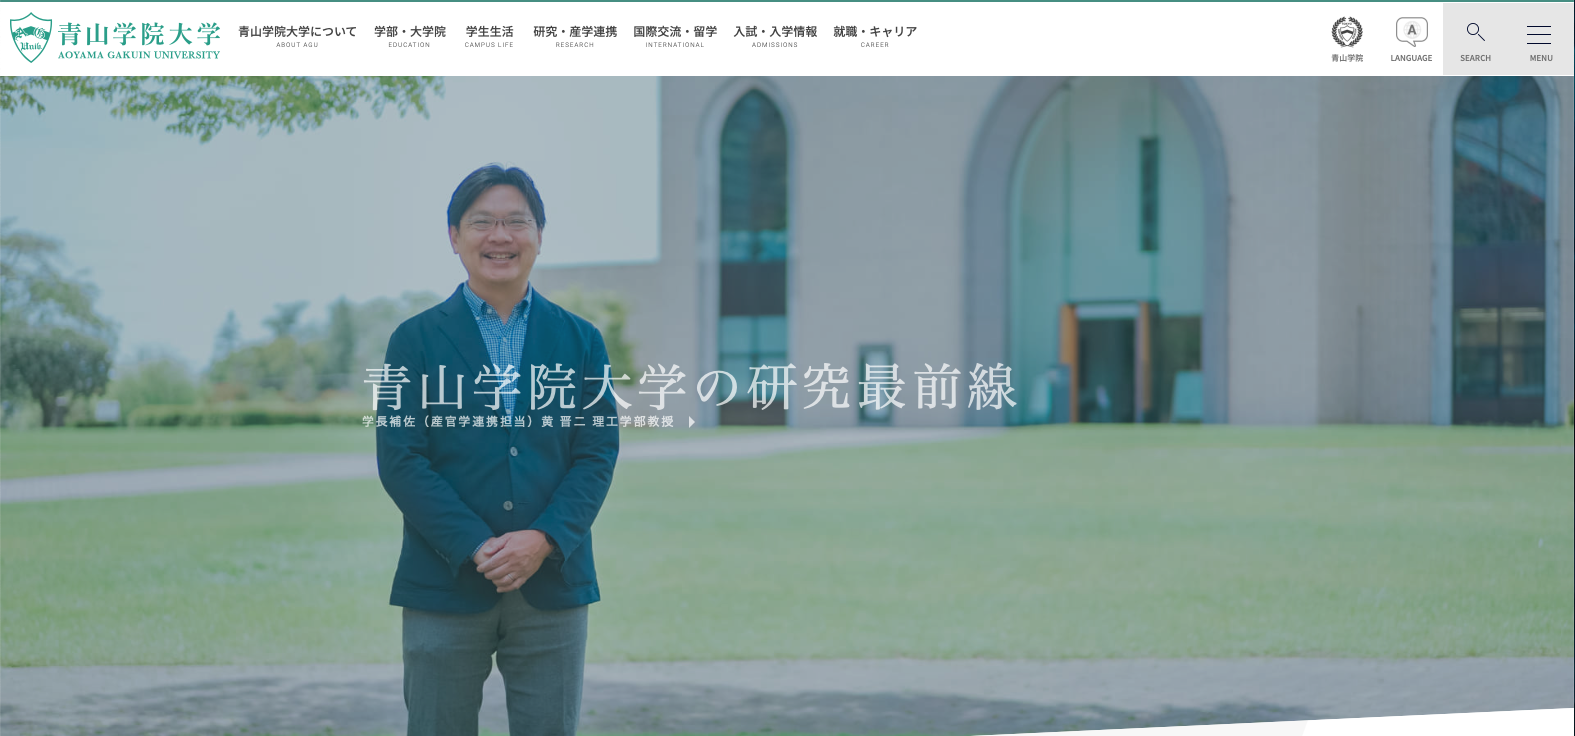 青山学院大学
AOYAMA GAKUIN UNIVERSITY
Univ.
青山学院大学について
ABOUT AGU
学部・大学院
EDUCATION
学生生活
CAMPUS LIFE
研究・産学連携
RESEARCH
国際交流・留学
INTERNATIONAL
入試・入学情報
ADMISSIONS
就職・キャリア
CAREER
青山学院
A
LANGUAGE
SEARCH
MENU
青山学院大学の研究最前線
学長補佐（産官学連携担当）黄 晋二 理工学部教授